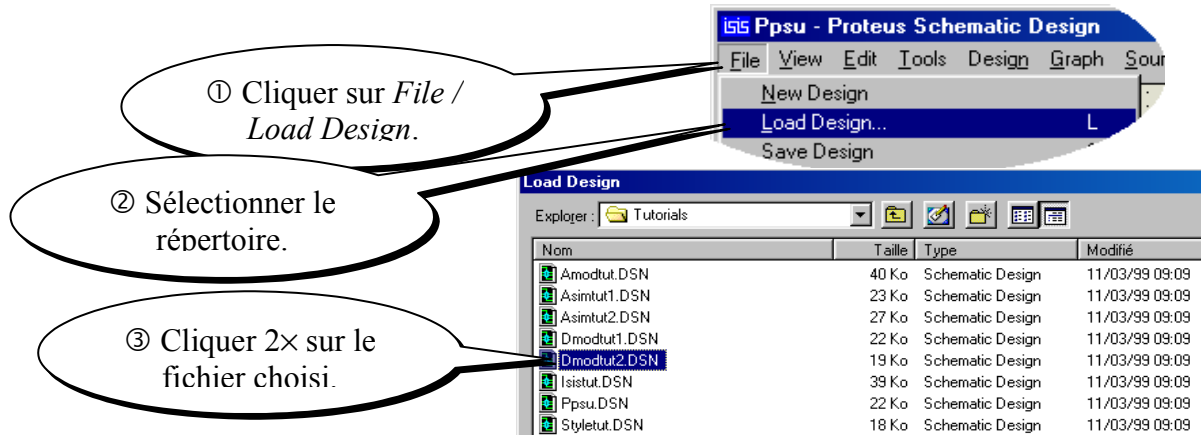 isis Ppsu - Proteus Schematic Design
File View Edit Tools Design Graph Sour
New Design
Load Design... L
Save Design
① Cliquer sur File /
Load Design.
② Sélectionner le
répertoire.
③ Cliquer 2× sur le
fichier choisi.
Load Design
Explorer : Tutorials
Nom Taille Type Modifié
Amodtut.DSN 40 Ko Schematic Design 11/03/99 09:09
Asimtut1.DSN 23 Ko Schematic Design 11/03/99 09:09
Asimtut2.DSN 27 Ko Schematic Design 11/03/99 09:09
Dmodtut1.DSN 22 Ko Schematic Design 11/03/99 09:09
Dmodtut2.DSN 19 Ko Schematic Design 11/03/99 09:09
Isistut.DSN 39 Ko Schematic Design 11/03/99 09:09
Ppsu.DSN 22 Ko Schematic Design 11/03/99 09:09
Styletut.DSN 18 Ko Schematic Design 11/03/99 09:09